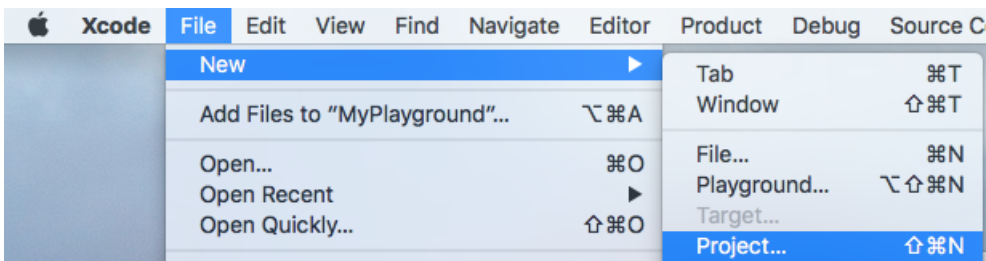 Xcode File Edit View Find Navigate Editor Product Debug Source C
New ▶
Add Files to “MyPlayground”... ⌥⌘A
Open... ⌘O
Open Recent ▶
Open Quickly... ⇧⌘O
Tab ⌘T
Window ⇧⌘T
File... ⌘N
Playground... ⌥⇧⌘N
Target...
Project... ⇧⌘N